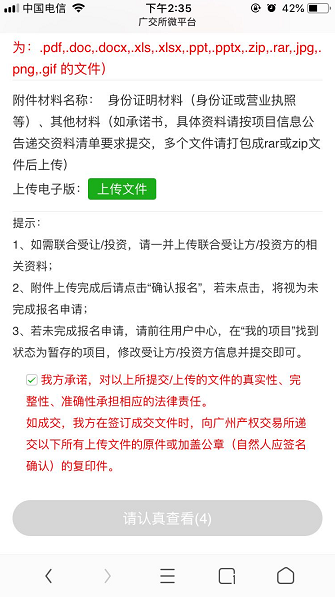 中国电信 下午2:35 42%
广交所微平台
为：.pdf,.doc,.docx,.xls,.xlsx,.ppt,.pptx,.zip,.rar,.jpg,.
png,.gif 的文件）
附件材料名称： 身份证明材料（身份证或营业执照
等）、其他材料（如承诺书，具体资料请按项目信息公
告递交资料清单要求提交，多个文件请打包成rar或zip文
件后上传）
上传电子版： 上传文件
提示：
1、如需联合受让/投资，请一并上传联合受让方/投资方的相
关资料；
2、附件上传完成后请点击“确认报名”，若未点击，将视为未
完成报名申请；
3、若未完成报名申请，请前往用户中心，在“我的项目”找到
状态为暂存的项目，修改受让方/投资方信息并提交即可。
我方承诺，对以上所提交/上传的文件的真实性、完
整性、准确性承担相应的法律责任。
如成交，我方在签订成交文件时，向广州产权交易所递
交以下所有上传文件的原件或加盖公章（自然人应签名
确认）的复印件。
请认真查看(4)